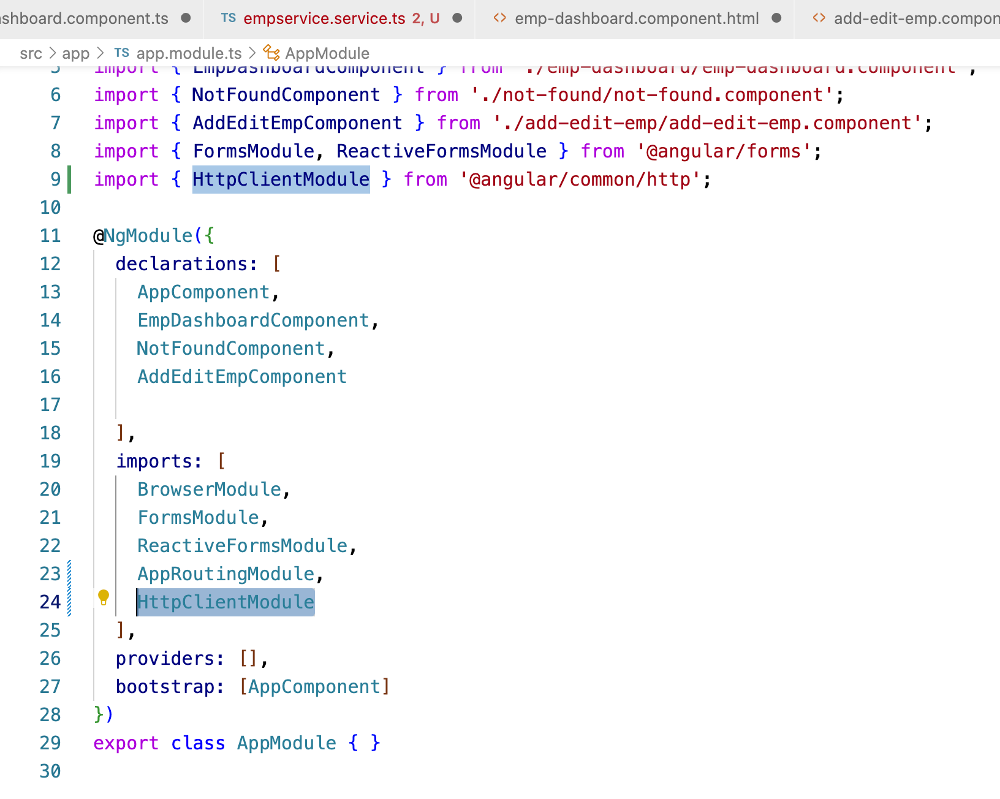 shboard.component.ts
TS empservice.service.ts 2, U
<> emp-dashboard.component.html
<> add-edit-emp.compon
src > app > TS app.module.ts > AppModule
5 import { EmpDashboardComponent } from './emp-dashboard/emp-dashboard.component';
6 import { NotFoundComponent } from './not-found/not-found.component';
7 import { AddEditEmpComponent } from './add-edit-emp/add-edit-emp.component';
8 import { FormsModule, ReactiveFormsModule } from '@angular/forms';
9 import { HttpClientModule } from '@angular/common/http';
10
11 @NgModule({
12 declarations: [
13 AppComponent,
14 EmpDashboardComponent,
15 NotFoundComponent,
16 AddEditEmpComponent
17
18 ],
19 imports: [
20 BrowserModule,
21 FormsModule,
22 ReactiveFormsModule,
23 AppRoutingModule,
24 HttpClientModule
25 ],
26 providers: [],
27 bootstrap: [AppComponent]
28 })
29 export class AppModule { }
30